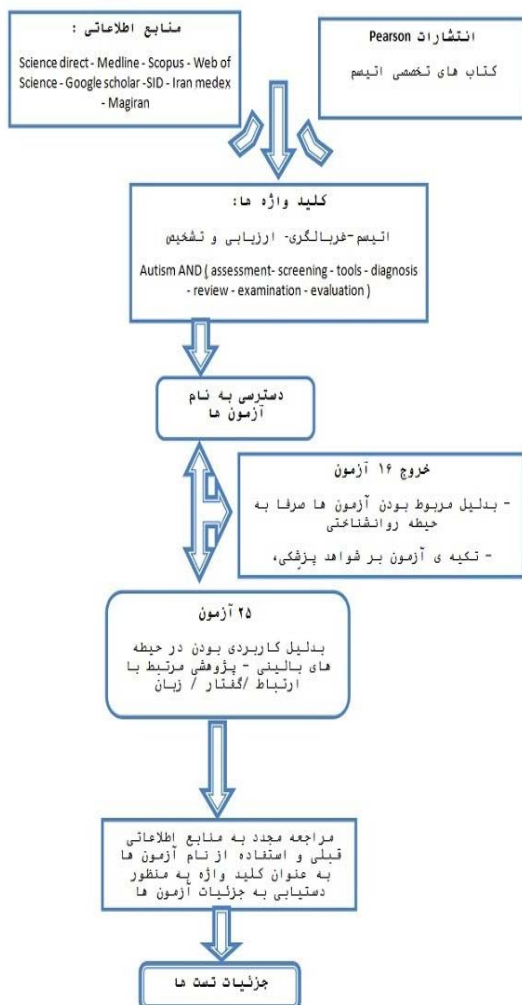 منابع اطلاعاتی :
Science direct - Medline - Scopus - Web of
Science - Google scholar -SID - Iran medex
- Magiran
انتشارات Pearson
کتاب های تخصصی اتیسم
کلید واژه ها:
اتیسم-غربالگری- ارزیابی و تشخیص
Autism AND ( assessment- screening - tools - diagnosis
- review - examination - evaluation )
دسترسی به نام
آزمون ها
خروج ۱۶ آزمون
- بدلیل مربوط بودن آزمون ها صرفا به
حیطه روانشناختی
- تکیه ی آزمون بر شواهد پزشکی،
۲۵ آزمون
بدلیل کاربردی بودن در حیطه
های بالینی - پژوهشی مرتبط با
ارتباط /گفتار / زبان
مراجعه مجدد به منابع اطلاعاتی
قبلی و استفاده از نام آزمون ها
به عنوان کلید واژه به منظور
دستیابی به جزئیات آزمون ها
جزئیات تست ها